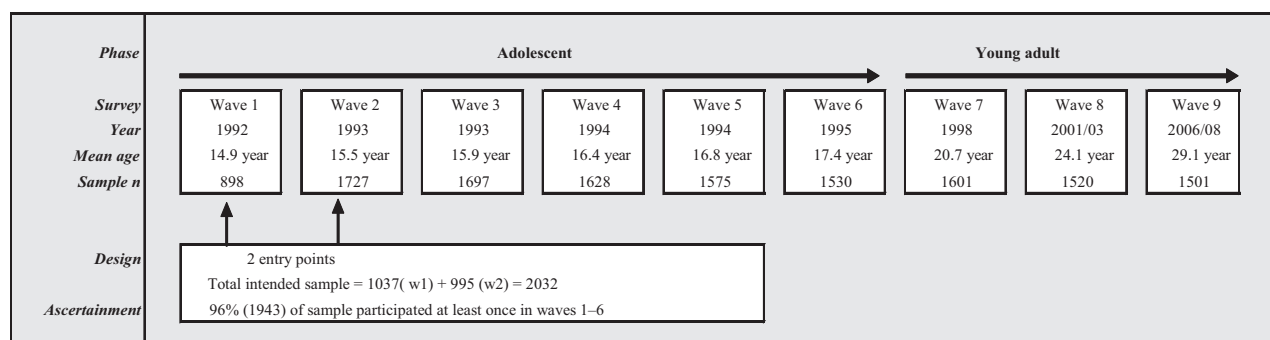 Phase Adolescent Young adult
Survey Wave 1 Wave 2 Wave 3 Wave 4 Wave 5 Wave 6 Wave 7 Wave 8 Wave 9
Year 1992 1993 1993 1994 1994 1995 1998 2001/03 2006/08
Mean age 14.9 year 15.5 year 15.9 year 16.4 year 16.8 year 17.4 year 20.7 year 24.1 year 29.1 year
Sample n 898 1727 1697 1628 1575 1530 1601 1520 1501
Design 2 entry points
Total intended sample = 1037( w1) + 995 (w2) = 2032
Ascertainment 96% (1943) of sample participated at least once in waves 1–6